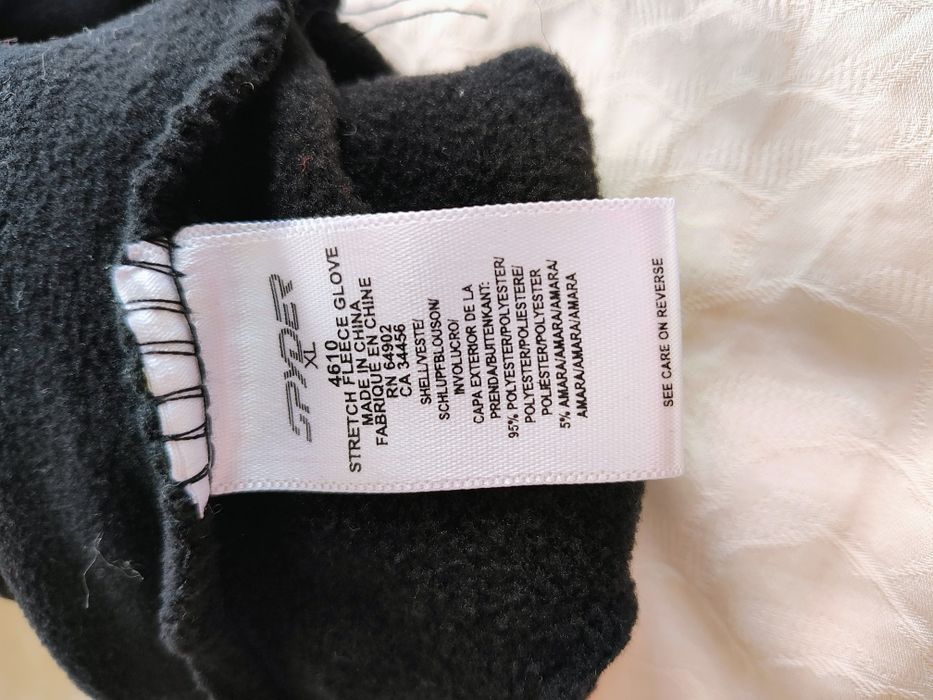 SPYDER
XL
4610
STRETCH FLEECE GLOVE
MADE IN CHINA
FABRIQUE EN CHINE
RN 64902
CA 34456
SHELL/VESTE/
SCHLUPFBLOUSON/
INVOLUCRO/
CAPA EXTERIOR DE LA
PRENDA/BUITENKANT:
95% POLYESTER/POLYESTER/
POLYESTER/POLIESTERE/
POLIÉSTER/POLYESTER
5% AMARA/AMARA/AMARA/
AMARA/AMARA/AMARA
SEE CARE ON REVERSE